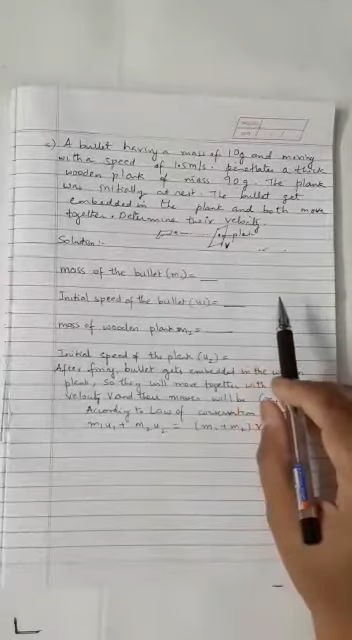 c) A bullet having a mass of 10g and moving
with a speed of 1.5m/s. penetrates a thick
wooden plank of mass 90g. The plank
was initially at rest. The bullet get
embedded in the plank and both move
together. Determine their velocity.
Solution:-
mass of the bullet (m₁) = __
Initial speed of the bullet (u₁) = __
mass of wooden plank m₂ = __
Initial speed of the plank (u₂) =
After firing, bullet gets embedded in the
plank, so they will move together with
velocity V and their masses will be
According to Law of conservation
m₁u₁ + m₂u₂ = (m₁+m₂) V